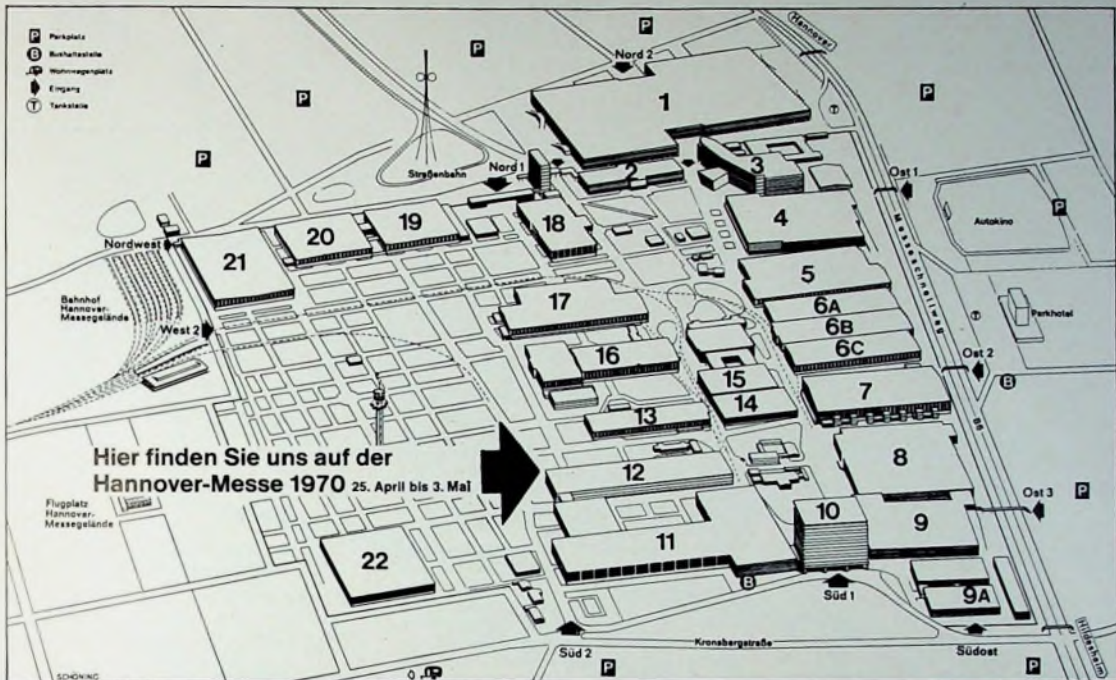 P Parkplatz
B Bushaltestelle
Wohnwagenplatz
Eingang
T Tankstelle
P
P
P
P
P
Hannover
Nord 2
1
T
Straßenbahn
Nord 1
2
3
Ost 1
Autokino
P
4
18
19
20
Nordwest
21
5
Messeschnellweg
Bahnhof
Hannover-
Messegelände
West 2
17
6A
6B
6C
T
Parkhotel
16
15
14
Ost 2
B
7
13
B6
Hier finden Sie uns auf der
Hannover-Messe 1970 25. April bis 3. Mai
12
8
P
Flugplatz
Hannover-
Messegelände
10
Ost 3
9
11
22
B
Süd 1
9A
Süd 2
Kronsbergstraße
Südost
Hildesheim
SCHÖNING
P
P